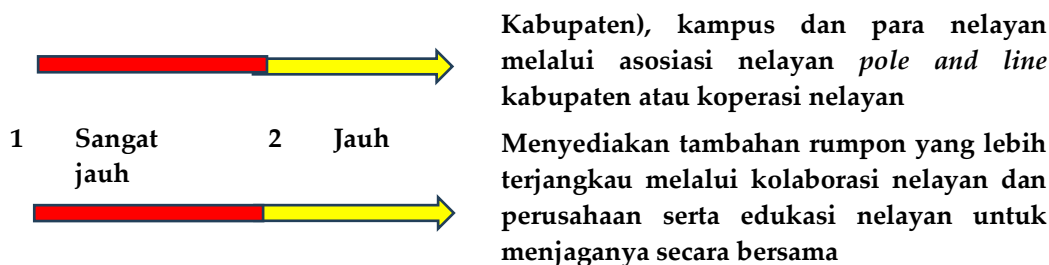 Kabupaten), kampus dan para nelayan
melalui asosiasi nelayan pole and line
kabupaten atau koperasi nelayan
1 Sangat jauh 2 Jauh
Menyediakan tambahan rumpon yang lebih
terjangkau melalui kolaborasi nelayan dan
perusahaan serta edukasi nelayan untuk
menjaganya secara bersama